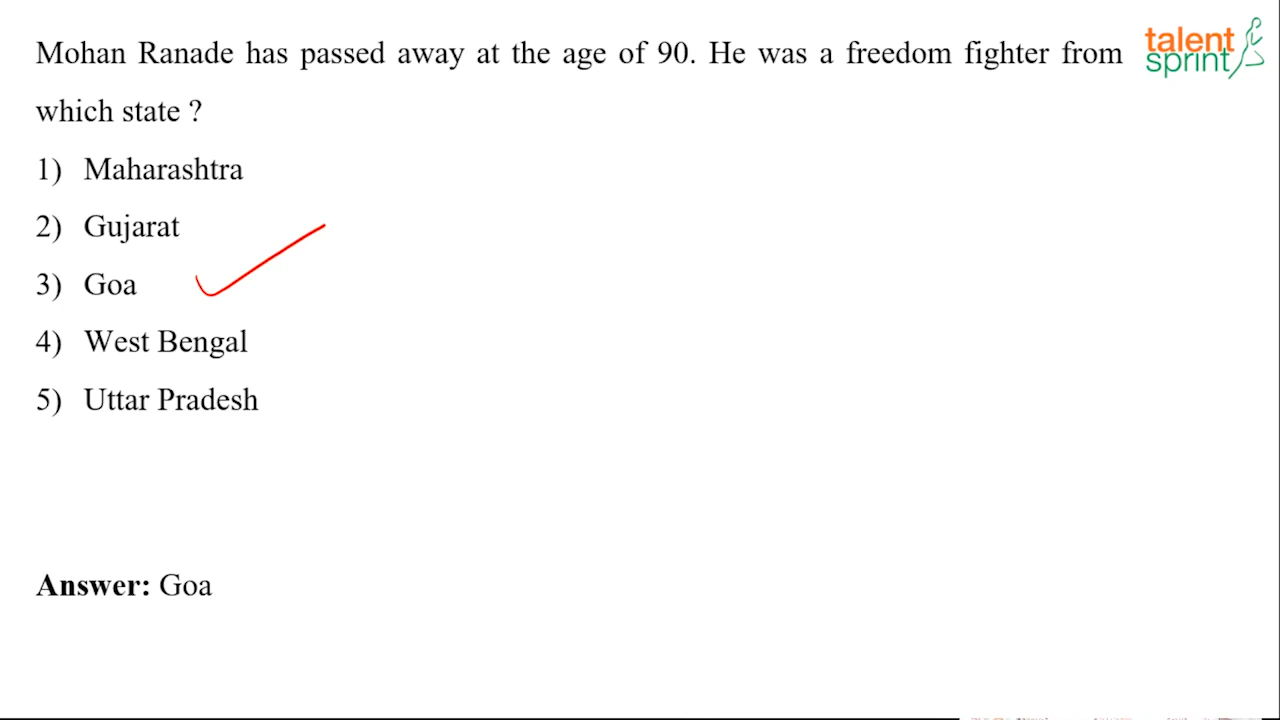 Mohan Ranade has passed away at the age of 90. He was a freedom fighter from
which state ?
1) Maharashtra
2) Gujarat
3) Goa
4) West Bengal
5) Uttar Pradesh
Answer: Goa
talent
sprint